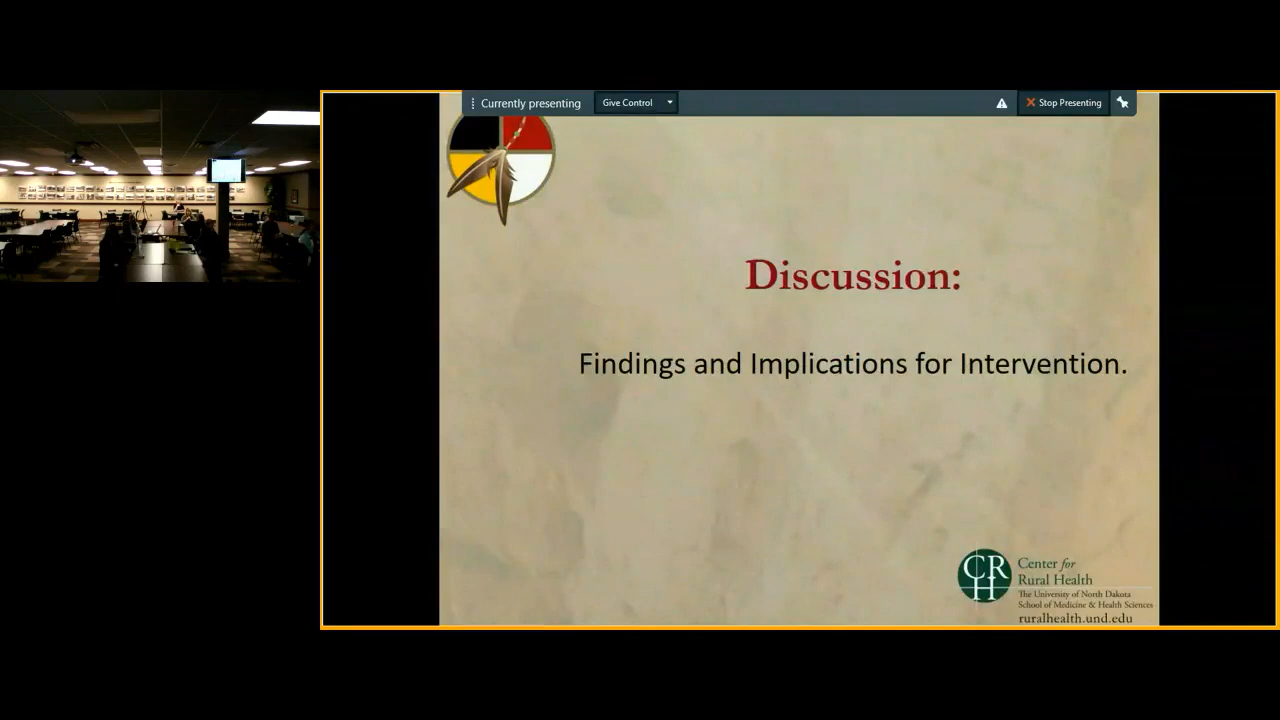 Currently presenting
Give Control
Stop Presenting
Discussion:
Findings and Implications for Intervention.
CRH
Center for
Rural Health
The University of North Dakota
School of Medicine & Health Sciences
ruralhealth.und.edu